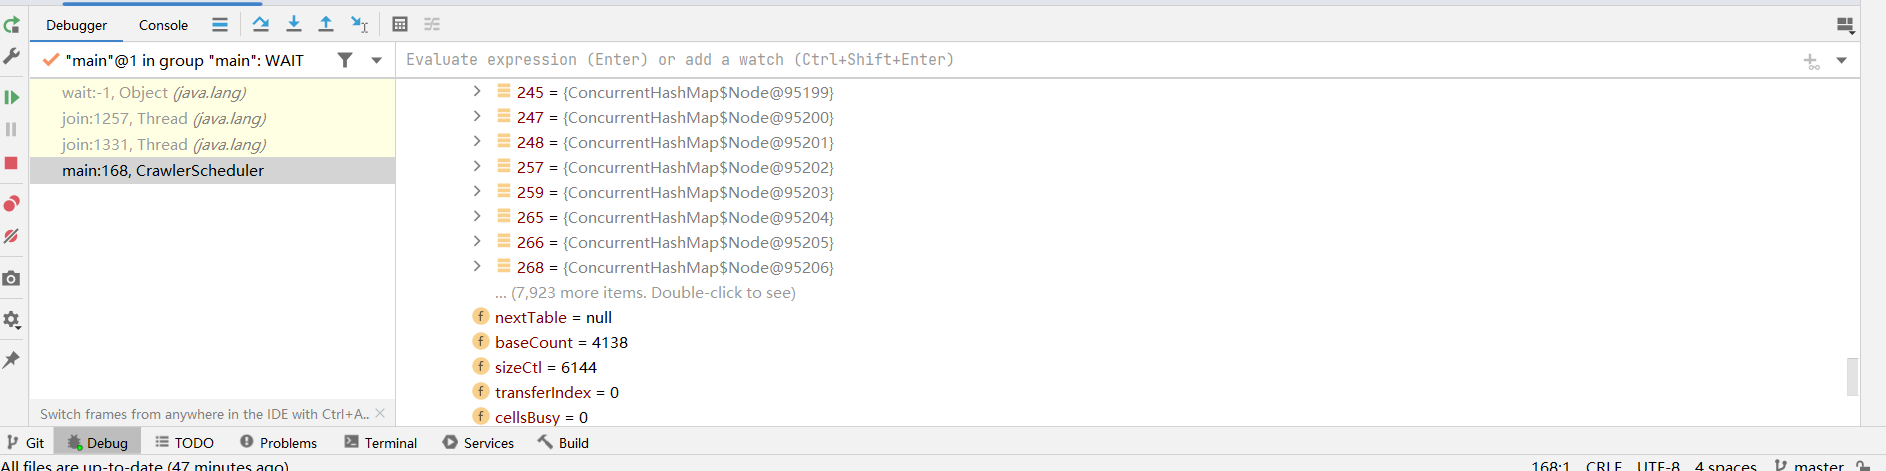 Debugger Console
"main"@1 in group "main": WAIT
Evaluate expression (Enter) or add a watch (Ctrl+Shift+Enter)
wait:-1, Object (java.lang)
join:1257, Thread (java.lang)
join:1331, Thread (java.lang)
main:168, CrawlerScheduler
245 = {ConcurrentHashMap$Node@95199}
247 = {ConcurrentHashMap$Node@95200}
248 = {ConcurrentHashMap$Node@95201}
257 = {ConcurrentHashMap$Node@95202}
259 = {ConcurrentHashMap$Node@95203}
265 = {ConcurrentHashMap$Node@95204}
266 = {ConcurrentHashMap$Node@95205}
268 = {ConcurrentHashMap$Node@95206}
... (7,923 more items. Double-click to see)
f nextTable = null
f baseCount = 4138
f sizeCtl = 6144
f transferIndex = 0
f cellsBusy = 0
Switch frames from anywhere in the IDE with Ctrl+A..
Git Debug TODO Problems Terminal Services Build
All files are up-to-date (47 minutes ago) 168:1 CRLF UTF-8 4 spaces master